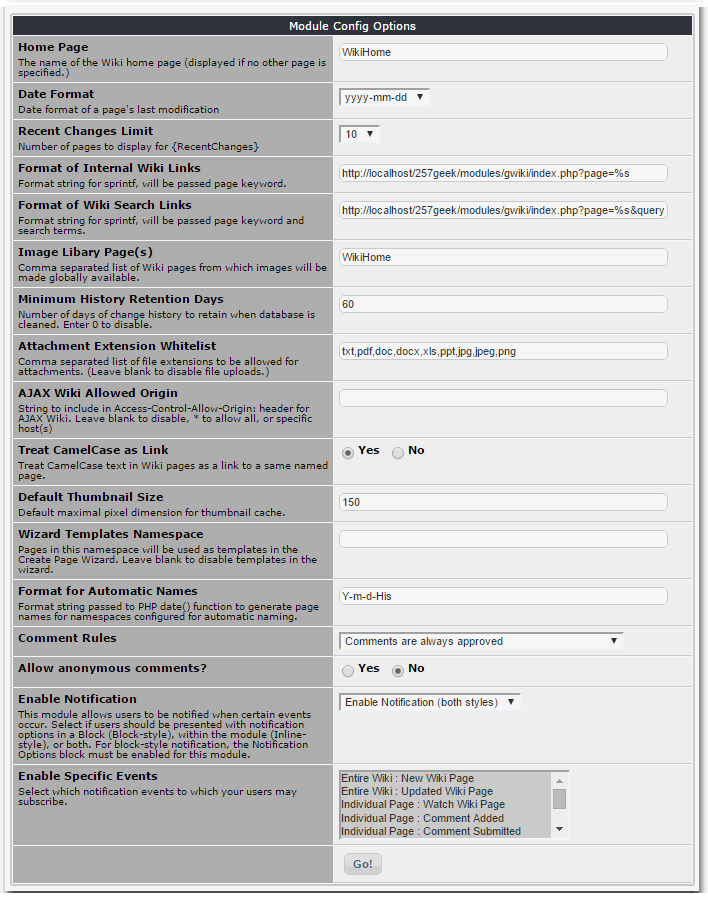 Module Config Options
Home Page
The name of the Wiki home page (displayed if no other page is
specified.)
WikiHome
Date Format
Date format of a page's last modification
yyyy-mm-dd
Recent Changes Limit
Number of pages to display for {RecentChanges}
10
Format of Internal Wiki Links
Format string for sprintf, will be passed page keyword.
http://localhost/257geek/modules/gwiki/index.php?page=%s
Format of Wiki Search Links
Format string for sprintf, will be passed page keyword and
search terms.
http://localhost/257geek/modules/gwiki/index.php?page=%s&query
Image Libary Page(s)
Comma separated list of Wiki pages from which images will be
made globally available.
WikiHome
Minimum History Retention Days
Number of days of change history to retain when database is
cleaned. Enter 0 to disable.
60
Attachment Extension Whitelist
Comma separated list of file extensions to be allowed for
attachments. (Leave blank to disable file uploads.)
txt,pdf,doc,docx,xls,ppt,jpg,jpeg,png
AJAX Wiki Allowed Origin
String to include in Access-Control-Allow-Origin: header for
AJAX Wiki. Leave blank to disable, * to allow all, or specific
host(s)
Treat CamelCase as Link
Treat CamelCase text in Wiki pages as a link to a same named
page.
Yes No
Default Thumbnail Size
Default maximal pixel dimension for thumbnail cache.
150
Wizard Templates Namespace
Pages in this namespace will be used as templates in the
Create Page Wizard. Leave blank to disable templates in the
wizard.
Format for Automatic Names
Format string passed to PHP date() function to generate page
names for namespaces configured for automatic naming.
Y-m-d-His
Comment Rules
Comments are always approved
Allow anonymous comments?
Yes No
Enable Notification
This module allows users to be notified when certain events
occur. Select if users should be presented with notification
options in a Block (Block-style), within the module (Inline-
style), or both. For block-style notification, the Notification
Options block must be enabled for this module.
Enable Notification (both styles)
Enable Specific Events
Select which notification events to which your users may
subscribe.
Entire Wiki : New Wiki Page
Entire Wiki : Updated Wiki Page
Individual Page : Watch Wiki Page
Individual Page : Comment Added
Individual Page : Comment Submitted
Go!